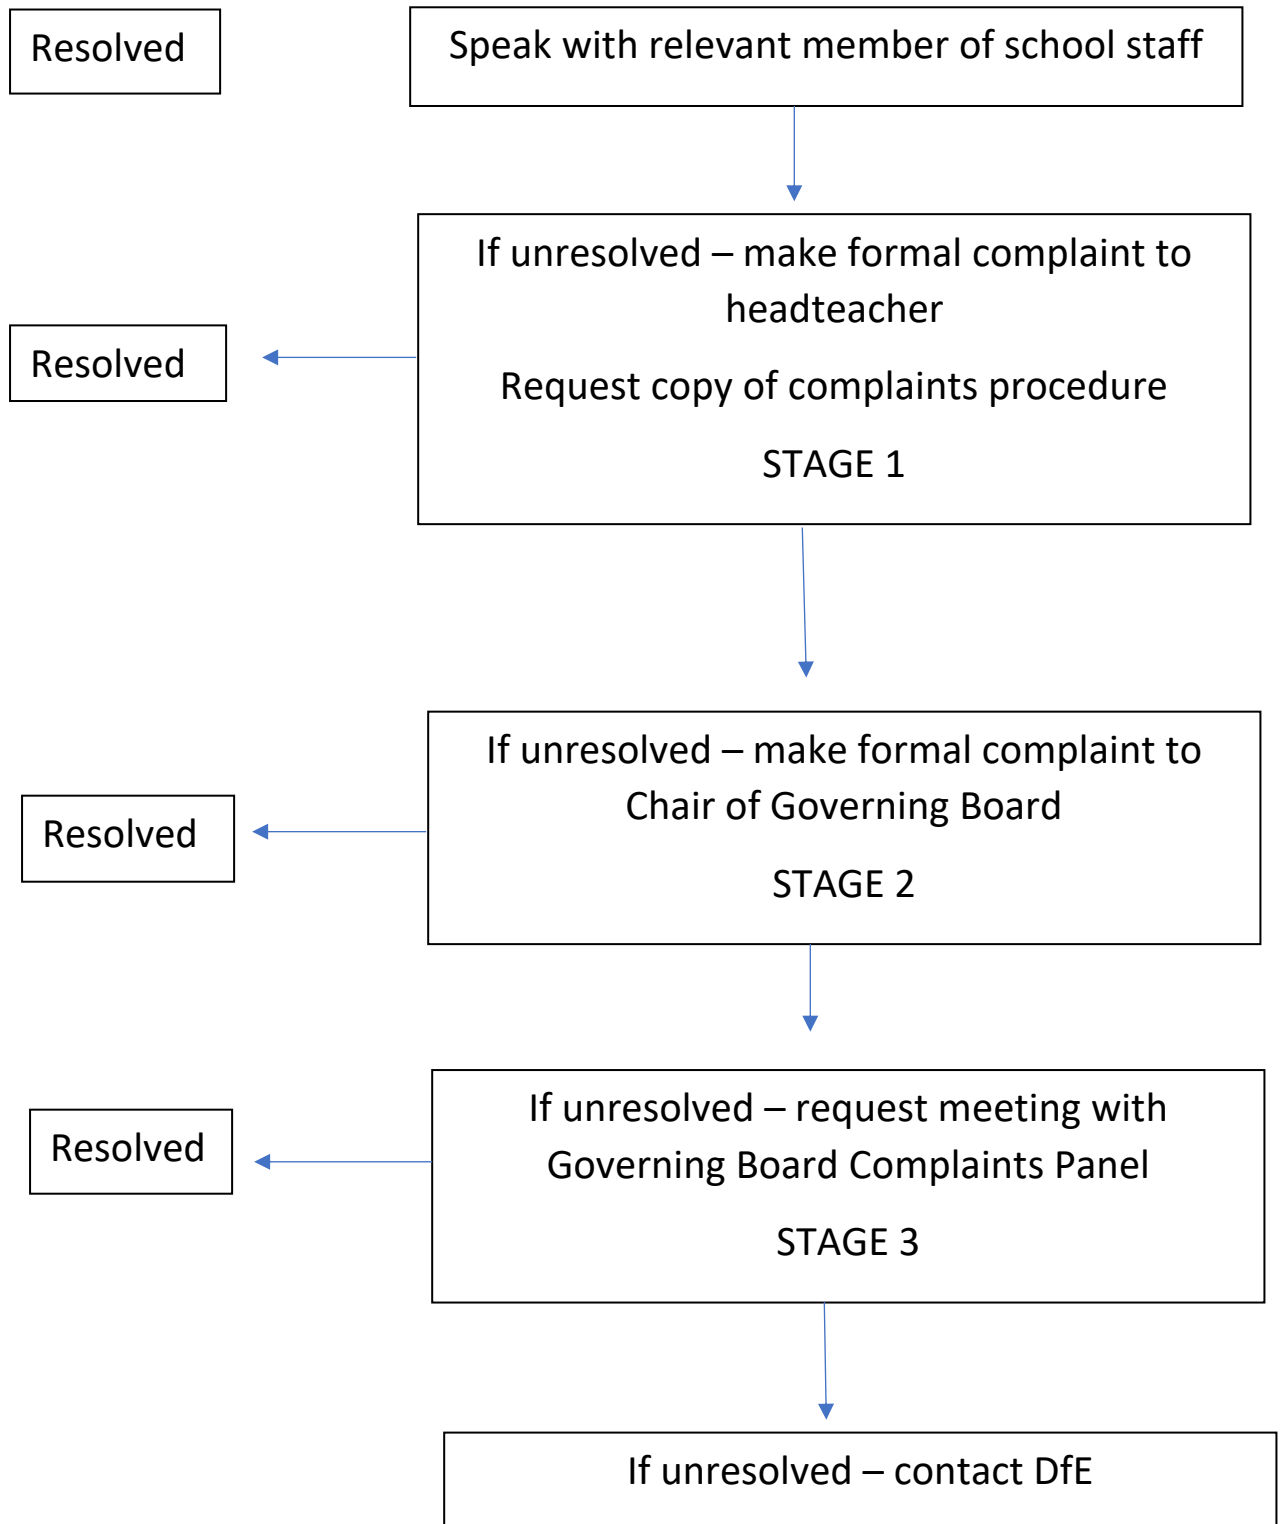 Resolved
Speak with relevant member of school staff
If unresolved – make formal complaint to
headteacher
Resolved
Request copy of complaints procedure
STAGE 1
If unresolved – make formal complaint to
Chair of Governing Board
Resolved
STAGE 2
If unresolved – request meeting with
Governing Board Complaints Panel
Resolved
STAGE 3
If unresolved – contact DfE